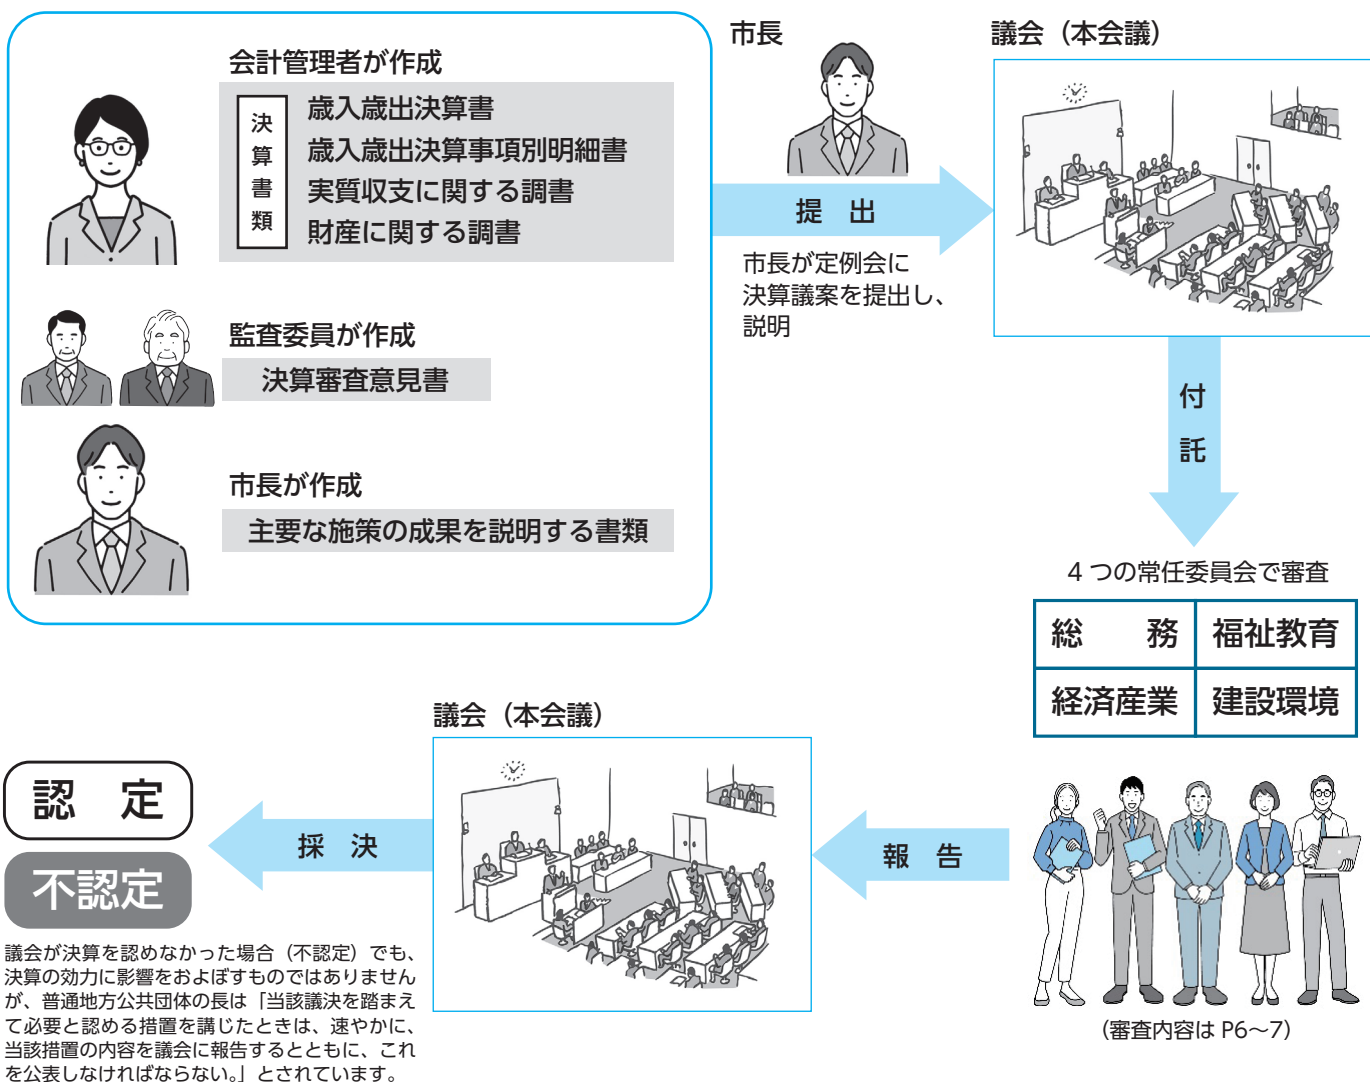 会計管理者が作成
決算書類
歳入歳出決算書
歳入歳出決算事項別明細書
実質収支に関する調書
財産に関する調書
監査委員が作成
決算審査意見書
市長が作成
主要な施策の成果を説明する書類
市長
提 出
市長が定例会に
決算議案を提出し、
説明
議会（本会議）
付託
4 つの常任委員会で審査
総 務
福祉教育
経済産業
建設環境
（審査内容は P6〜7）
報 告
議会（本会議）
採 決
認 定
不認定
議会が決算を認めなかった場合（不認定）でも、
決算の効力に影響をおよぼすものではありません
が、普通地方公共団体の長は「当該議決を踏まえ
て必要と認める措置を講じたときは、速やかに、
当該措置の内容を議会に報告するとともに、これ
を公表しなければならない。」とされています。